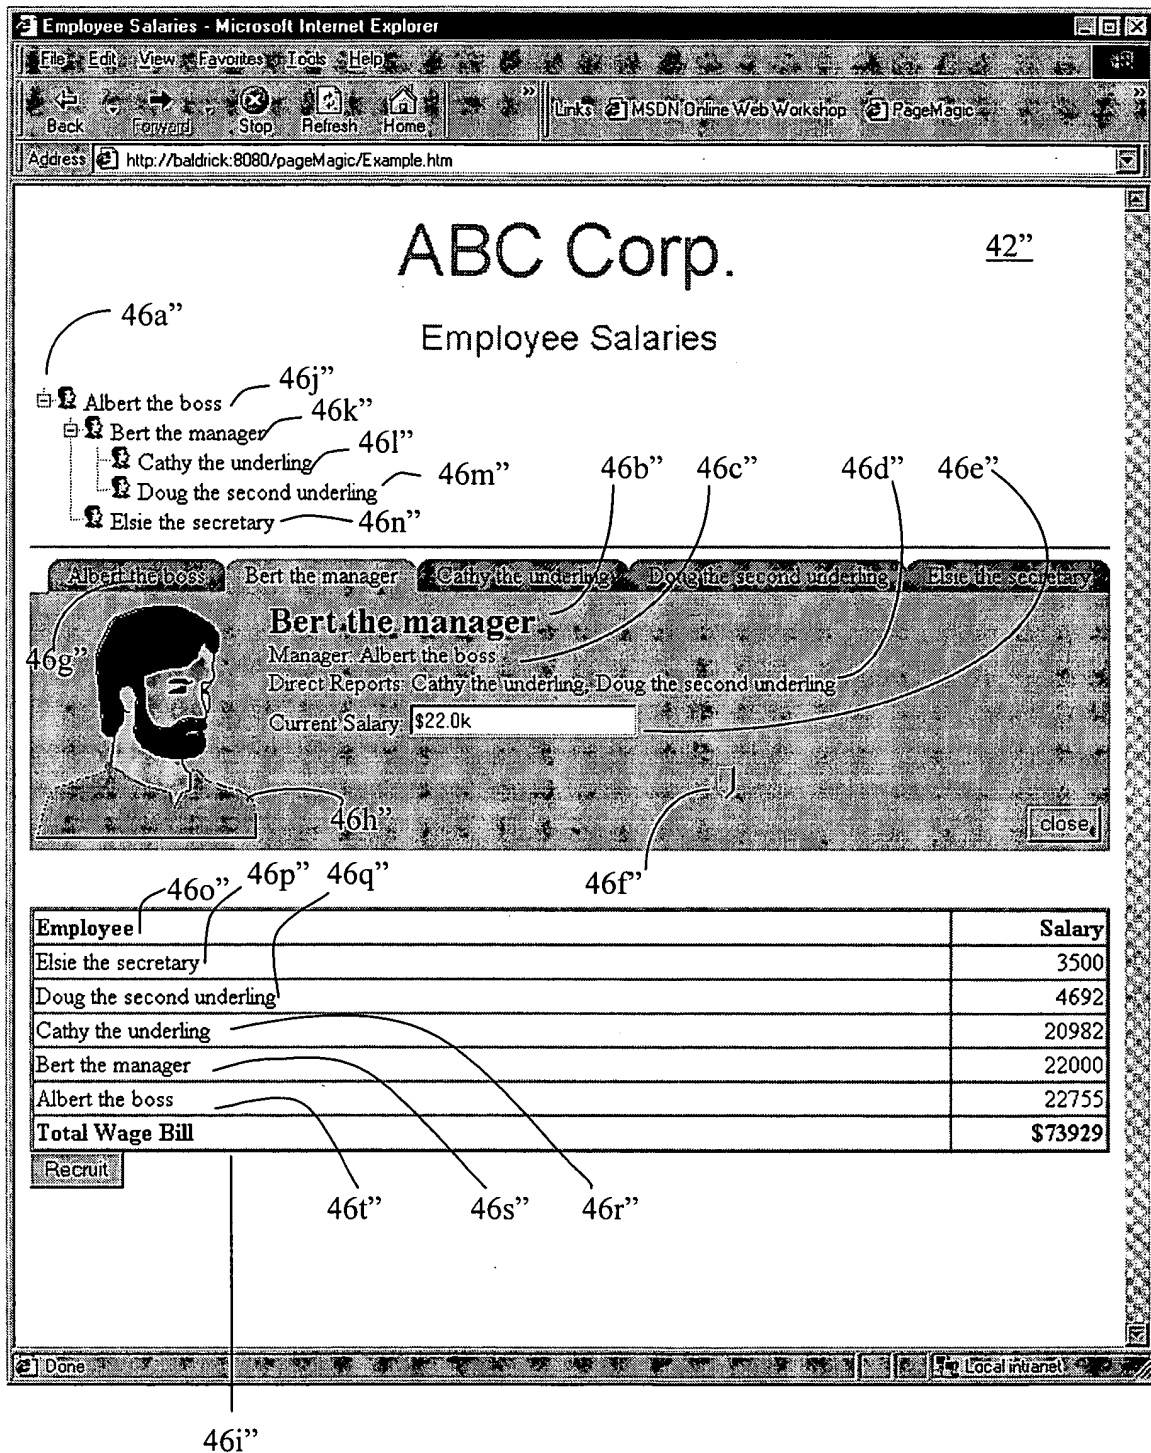 Employee Salaries - Microsoft Internet Explorer
File Edit View Favorites Tools Help
Back Forward Stop Refresh Home » Links MSDN Online Web Workshop PageMagic »
Address http://baldrick:8080/pageMagic/Example.htm
ABC Corp.
42”
46a”
Employee Salaries
46j”
Albert the boss
46k”
Bert the manager
46l”
Cathy the underling
46m” 46b” 46c” 46d” 46e”
Doug the second underling
Elsie the secretary 46n”
Albert the boss Bert the manager Cathy the underling Doug the second underling Elsie the secretary
Bert the manager
46g” Manager: Albert the boss
Direct Reports: Cathy the underling, Doug the second underling
Current Salary $22.0k
46h” close
46o” 46p” 46q” 46f”
Employee Salary
Elsie the secretary 3500
Doug the second underling 4692
Cathy the underling 20982
Bert the manager 22000
Albert the boss 22755
Total Wage Bill $73929
Recruit
46t” 46s” 46r”
Done Local intranet
46i”